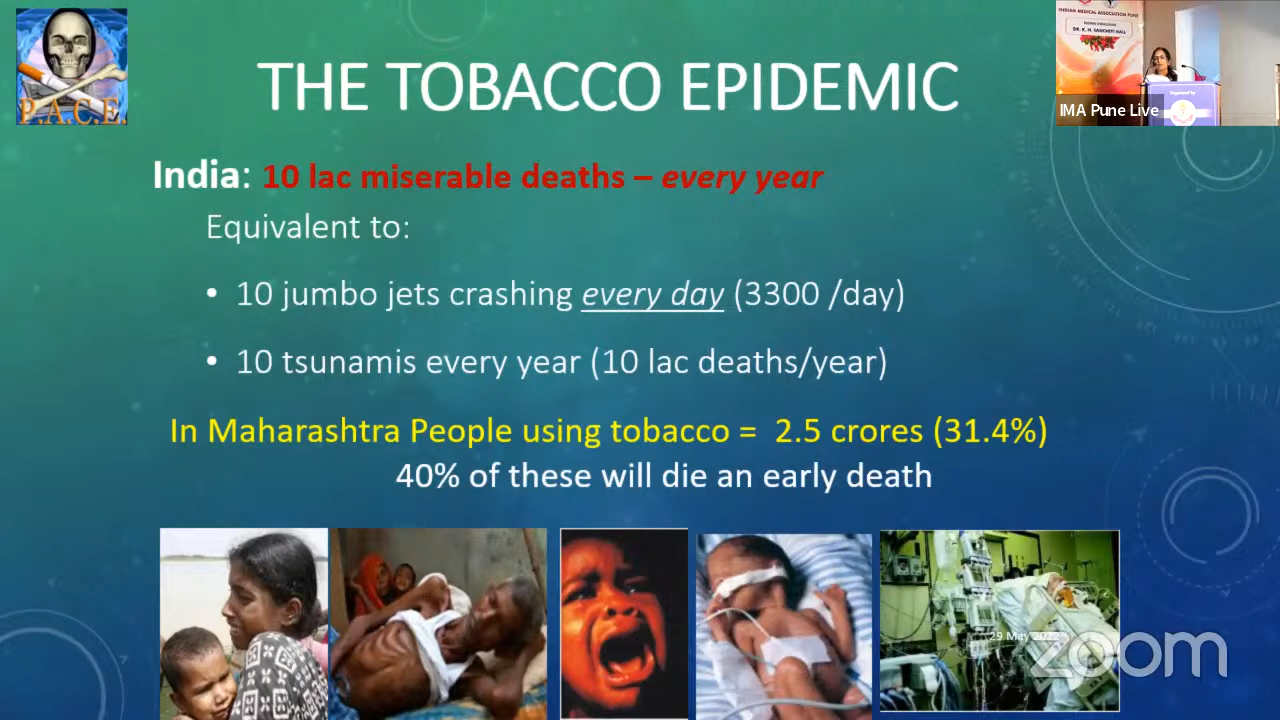 P.A.C.E.
THE TOBACCO EPIDEMIC
INDIAN MEDICAL ASSOCIATION PUNE
DR. K. H. SANCHETI HALL
Organised by
IMA Pune Live
India: 10 lac miserable deaths – every year
Equivalent to:
• 10 jumbo jets crashing every day (3300 /day)
• 10 tsunamis every year (10 lac deaths/year)
In Maharashtra People using tobacco = 2.5 crores (31.4%)
40% of these will die an early death
29 May 2022
zoom